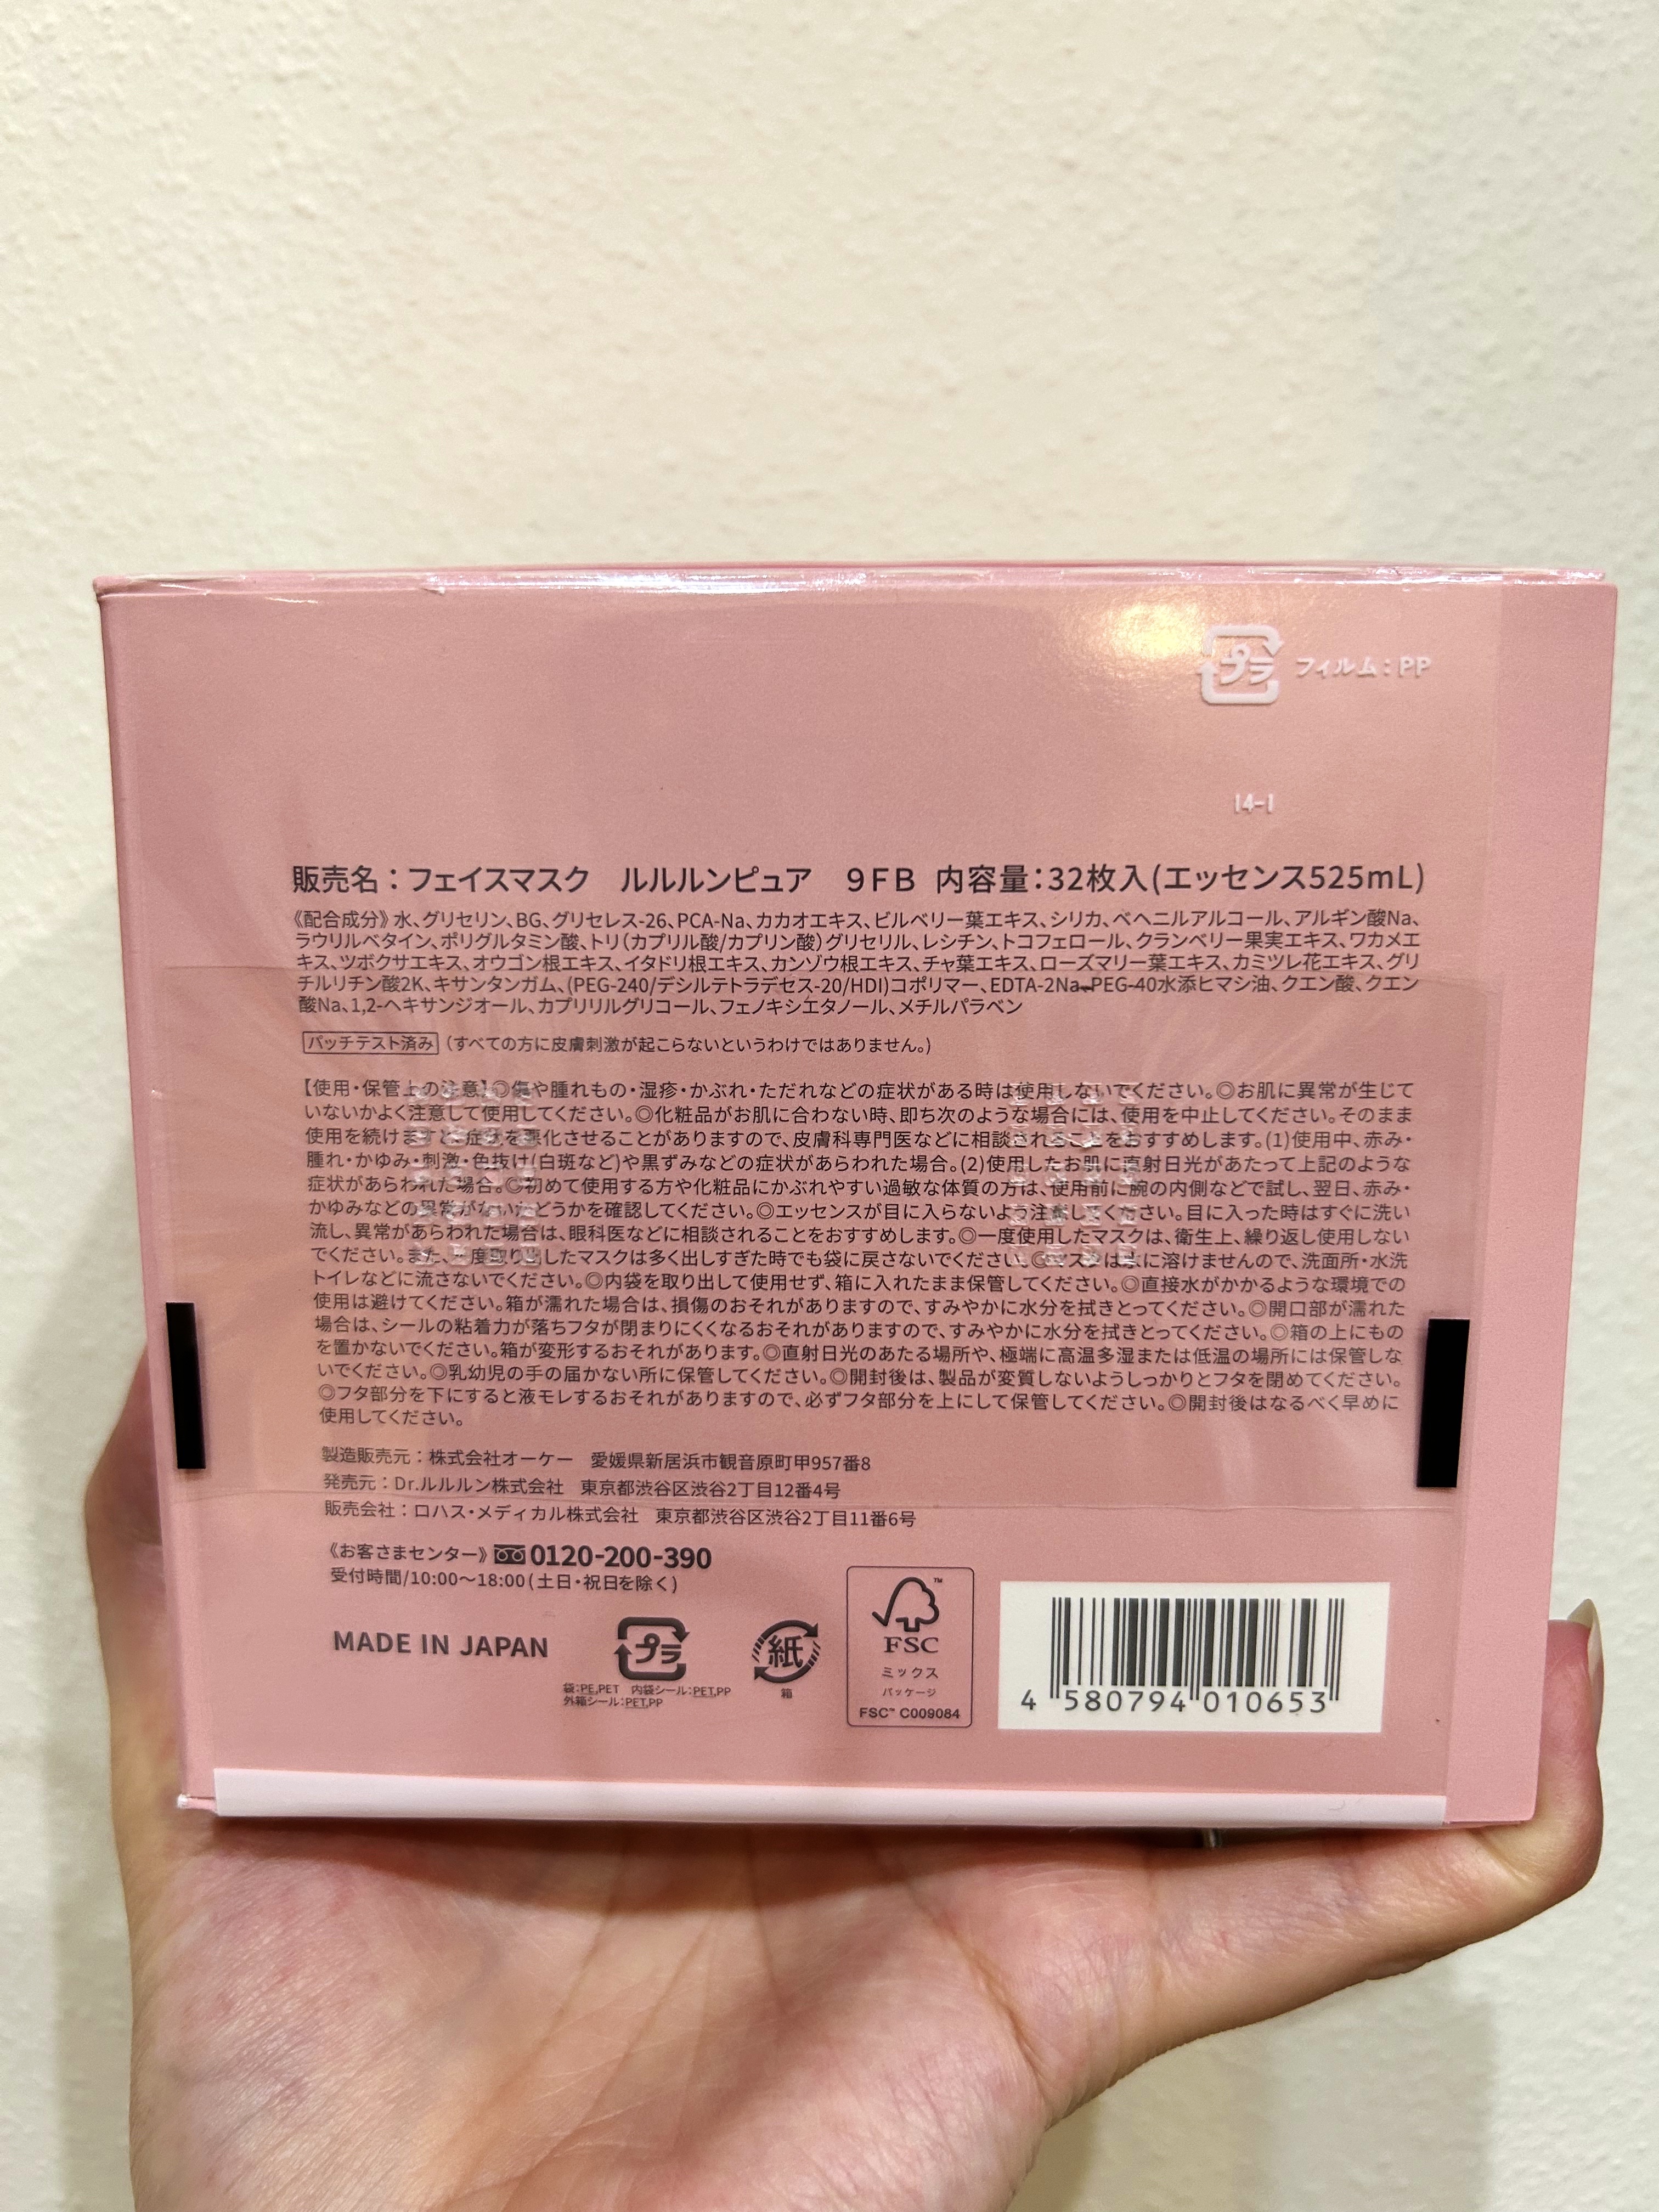 プラ フィルム:PP
14-1
販売名:フェイスマスク ルルルンピュア 9FB 内容量:32枚入(エッセンス525mL)
《配合成分》水、グリセリン、BG、グリセレス-26、PCA-Na、カカオエキス、ビルベリー葉エキス、シリカ、ベヘニルアルコール、アルギン酸Na、
ラウリルベタイン、ポリグルタミン酸、トリ(カプリル酸/カプリン酸)グリセリル、レシチン、トコフェロール、クランベリー果実エキス、ワカメエ
キス、ツボクサエキス、オウゴン根エキス、イタドリ根エキス、カンゾウ根エキス、チャ葉エキス、ローズマリー葉エキス、カミツレ花エキス、グリ
チルリチン酸2K、キサンタンガム、(PEG-240/デシルテトラデセス-20/HDI)コポリマー、EDTA-2Na、PEG-40水添ヒマシ油、クエン酸、クエン
酸Na、1,2-ヘキサンジオール、カプリリルグリコール、フェノキシエタノール、メチルパラベン
パッチテスト済み (すべての方に皮膚刺激が起こらないというわけではありません。)
【使用・保管上の注意】◎傷や腫れもの・湿疹・かぶれ・ただれなどの症状がある時は使用しないでください。◎お肌に異常が生じて
いないかよく注意して使用してください。◎化粧品がお肌に合わない時、即ち次のような場合には、使用を中止してください。そのまま
使用を続けますと、症状を悪化させることがありますので、皮膚科専門医などに相談されることをおすすめします。(1)使用中、赤み・
腫れ・かゆみ・刺激・色抜け(白斑など)や黒ずみなどの症状があらわれた場合。(2)使用したお肌に直射日光があたって上記のような
症状があらわれた場合。◎初めて使用する方や化粧品にかぶれやすい過敏な体質の方は、使用前に腕の内側などで試し、翌日、赤み・
かゆみなどの異常がないかどうかを確認してください。◎エッセンスが目に入らないよう注意してください。目に入った時はすぐに洗い
流し、異常があらわれた場合は、眼科医などに相談されることをおすすめします。◎一度使用したマスクは、衛生上、繰り返し使用しない
でください。また、一度取り出したマスクは多く出しすぎた時でも袋に戻さないでください。◎マスクは水に溶けませんので、洗面所・水洗
トイレなどに流さないでください。◎内袋を取り出して使用せず、箱に入れたまま保管してください。◎直接水がかかるような環境での
使用は避けてください。箱が濡れた場合は、損傷のおそれがありますので、すみやかに水分を拭きとってください。◎開口部が濡れた
場合は、シールの粘着力が落ちフタが閉まりにくくなるおそれがありますので、すみやかに水分を拭きとってください。◎箱の上にもの
を置かないでください。箱が変形するおそれがあります。◎直射日光のあたる場所や、極端に高温多湿または低温の場所には保管しな
いでください。◎乳幼児の手の届かない所に保管してください。◎開封後は、製品が変質しないようしっかりとフタを閉めてください。
◎フタ部分を下にすると液モレするおそれがありますので、必ずフタ部分を上にして保管してください。◎開封後はなるべく早めに
使用してください。
製造販売元:株式会社オーケー 愛媛県新居浜市観音原町甲957番8
発売元:Dr.ルルルン株式会社 東京都渋谷区渋谷2丁目12番4号
販売会社:ロハス・メディカル株式会社 東京都渋谷区渋谷2丁目11番6号
《お客さまセンター》0120-200-390
受付時間/10:00〜18:00(土日・祝日を除く)
MADE IN JAPAN
プラ
袋:PE,PET 内袋シール:PET,PP
外箱シール:PET,PP
紙
箱
FSC™
ミックス
パッケージ
FSC™ C009084
4 580794 010653